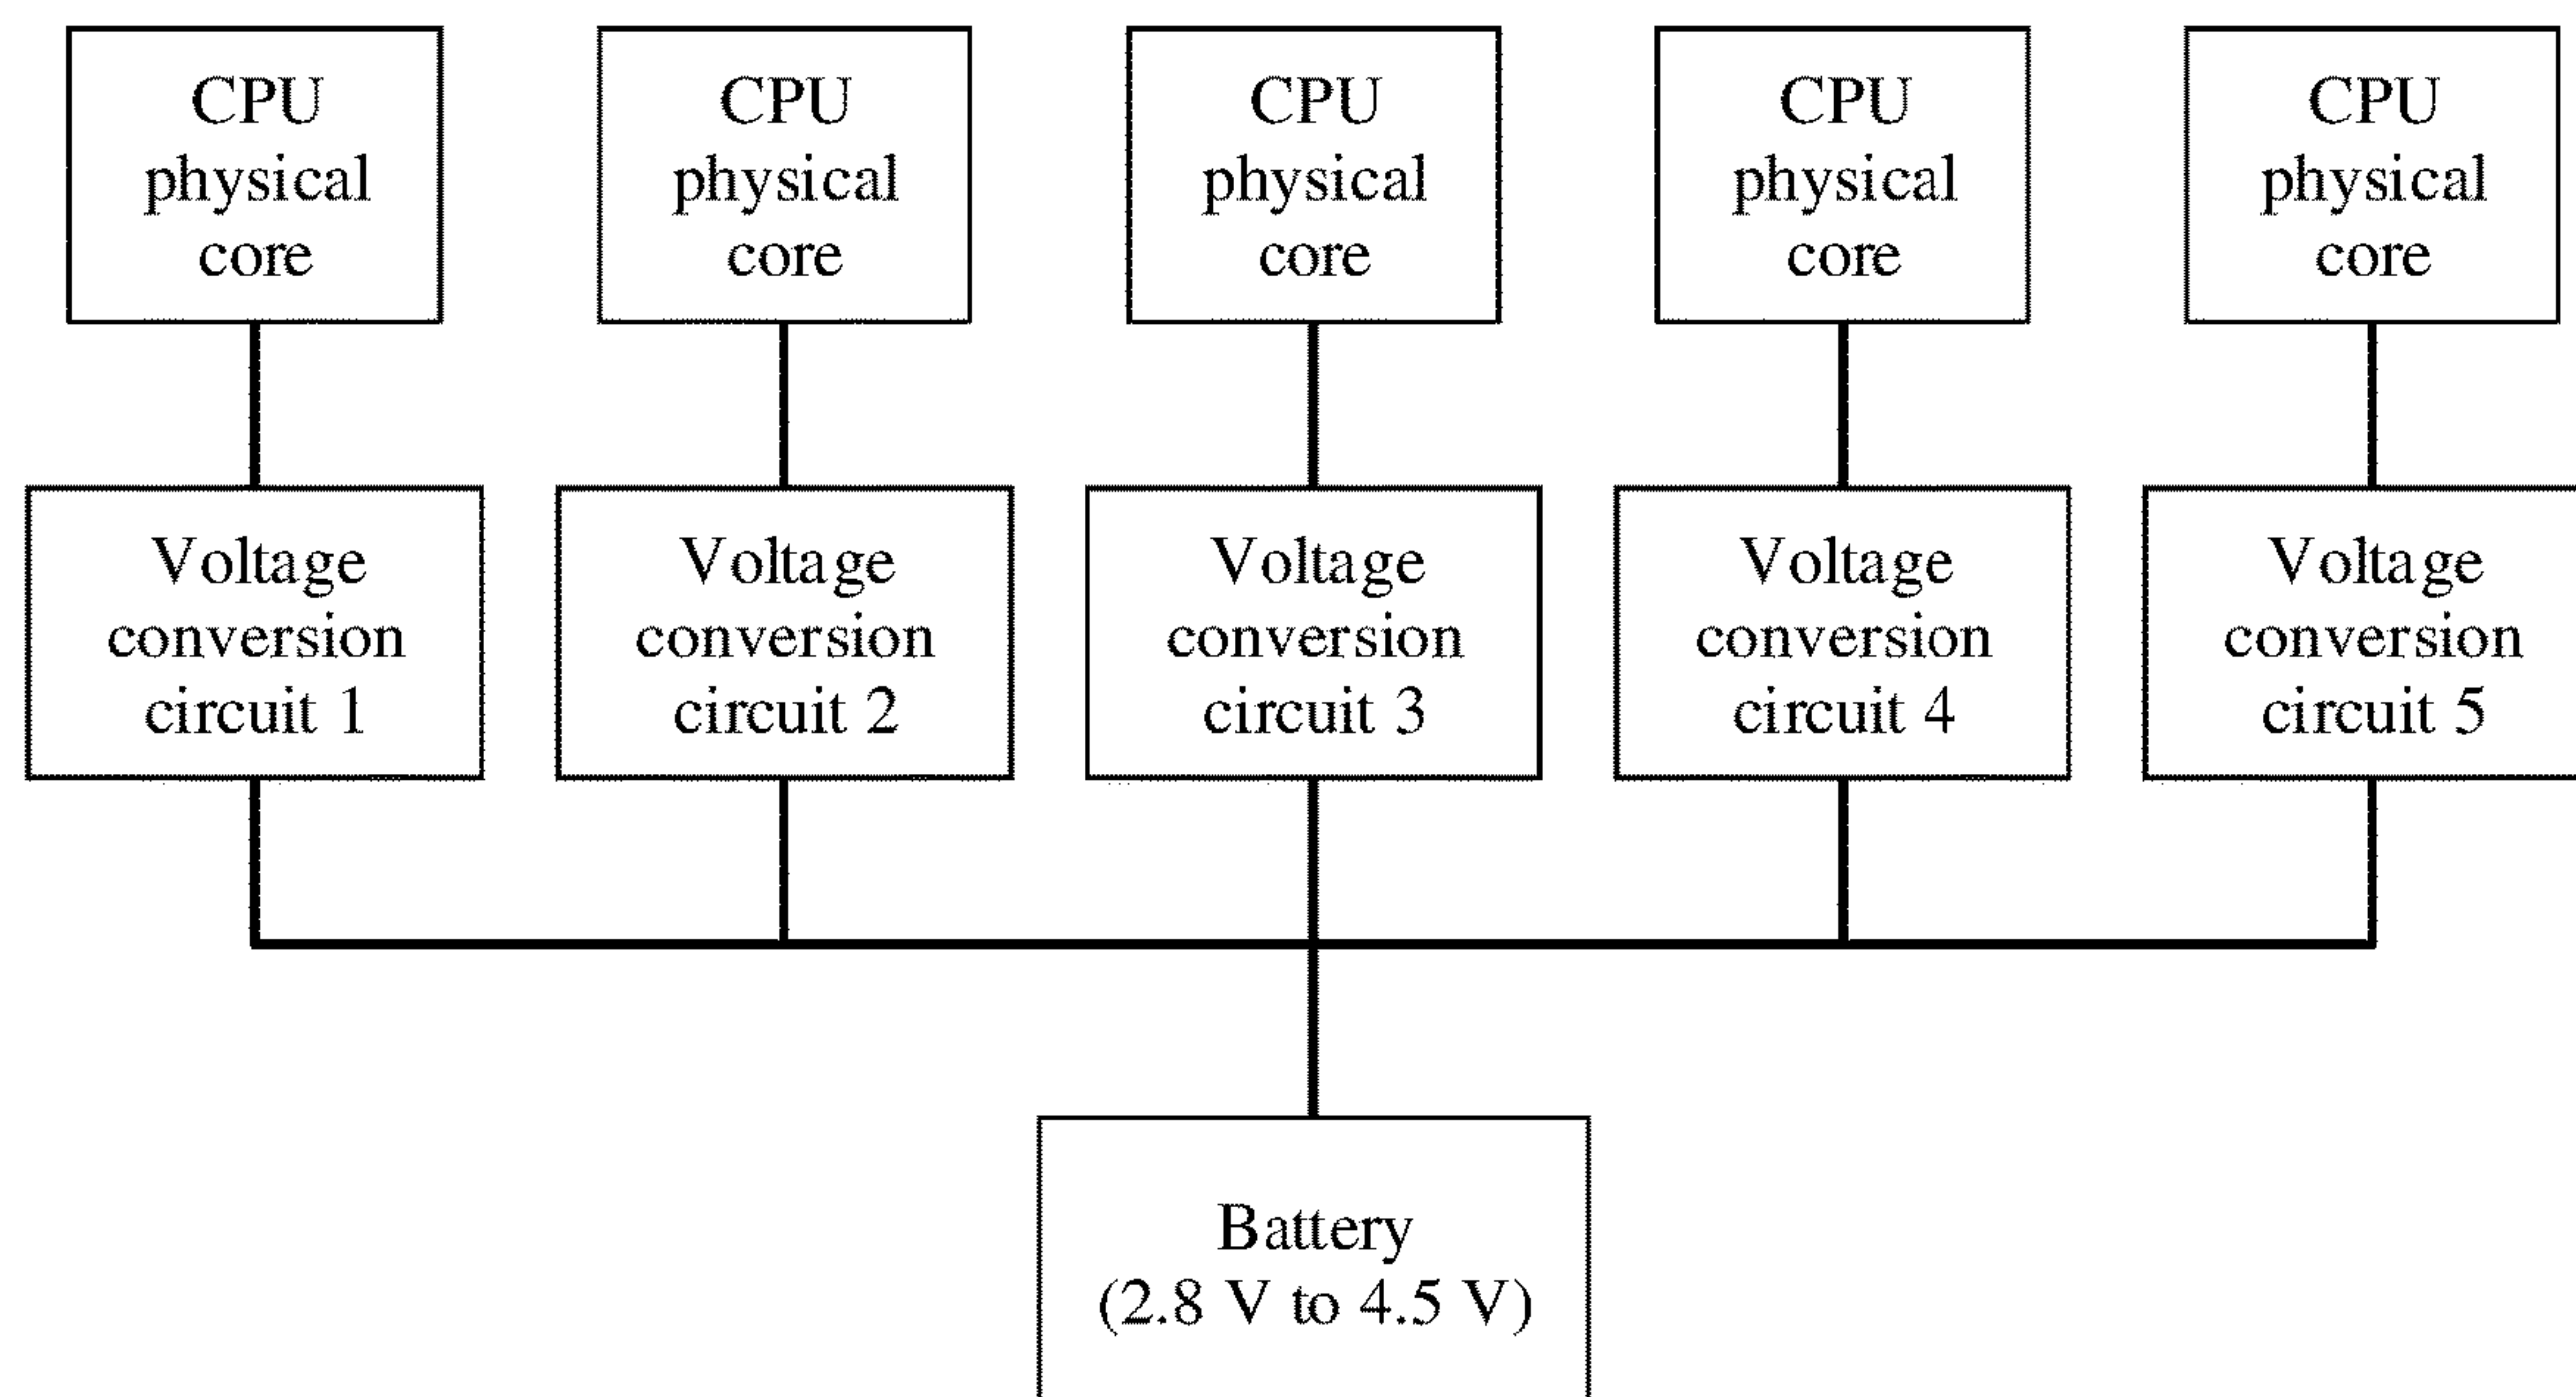 CPU
physical
core
CPU
physical
core
CPU
physical
core
CPU
physical
core
CPU
physical
core
Voltage
conversion
circuit 1
Voltage
conversion
circuit 2
Voltage
conversion
circuit 3
Voltage
conversion
circuit 4
Voltage
conversion
circuit 5
Battery
(2.8 V to 4.5 V)